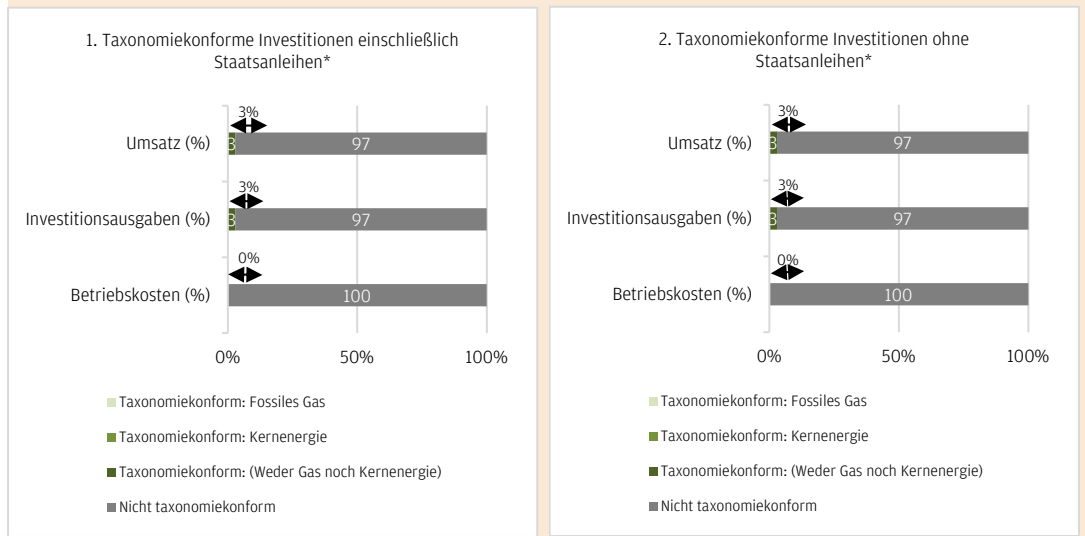 1. Taxonomiekonforme Investitionen einschließlich
Staatsanleihen*
3%
Umsatz (%)
3
97
3%
Investitionsausgaben (%)
3
97
0%
Betriebskosten (%)
100
0%
50%
100%
Taxonomiekonform: Fossiles Gas
Taxonomiekonform: Kernenergie
Taxonomiekonform: (Weder Gas noch Kernenergie)
Nicht taxonomiekonform
2. Taxonomiekonforme Investitionen ohne
Staatsanleihen*
3%
Umsatz (%)
3
97
3%
Investitionsausgaben (%)
3
97
0%
Betriebskosten (%)
100
0%
50%
100%
Taxonomiekonform: Fossiles Gas
Taxonomiekonform: Kernenergie
Taxonomiekonform: (Weder Gas noch Kernenergie)
Nicht taxonomiekonform